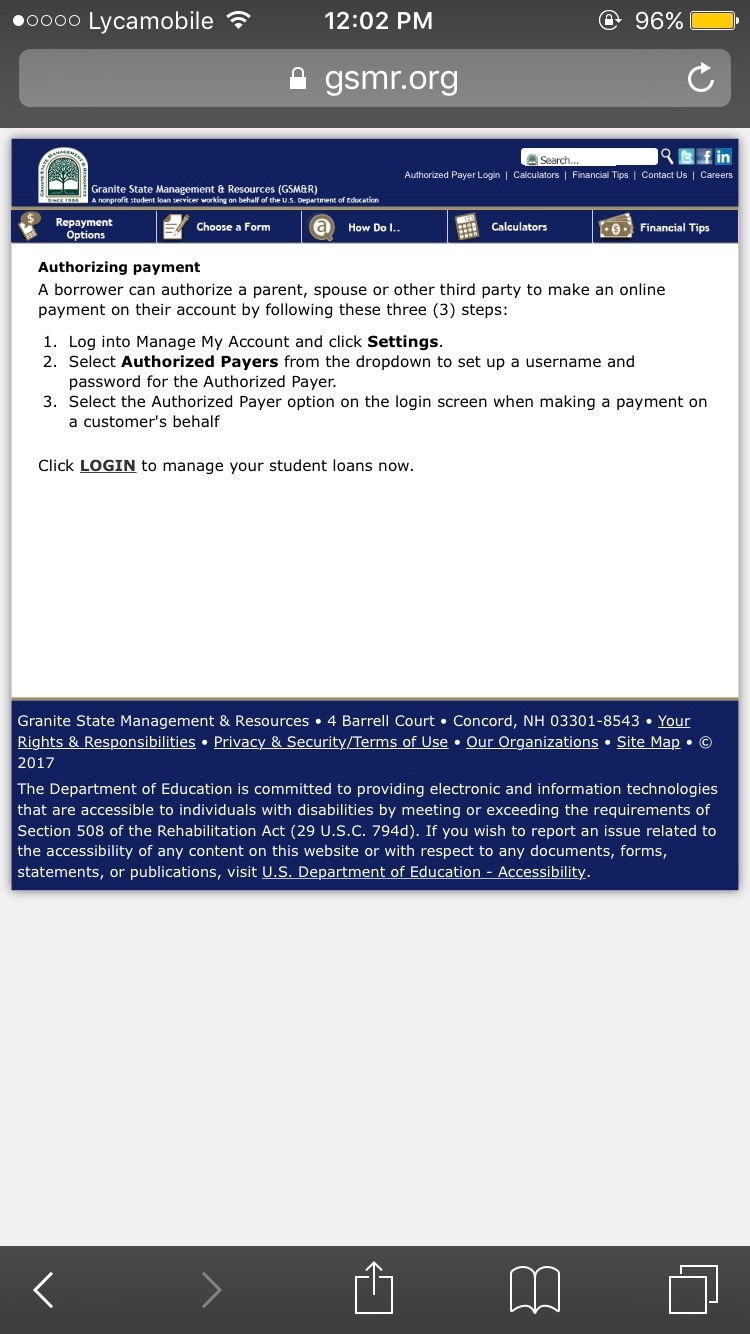 Lycamobile 12:02 PM 96%
gsmr.org
Search...
Granite State Management & Resources (GSM&R)
A nonprofit student loan servicer working on behalf of the U.S. Department of Education
SINCE 1986
Authorized Payer Login | Calculators | Financial Tips | Contact Us | Careers
Repayment
Options
Choose a Form
How Do I..
Calculators
Financial Tips
Authorizing payment
A borrower can authorize a parent, spouse or other third party to make an online
payment on their account by following these three (3) steps:
1. Log into Manage My Account and click Settings.
2. Select Authorized Payers from the dropdown to set up a username and
password for the Authorized Payer.
3. Select the Authorized Payer option on the login screen when making a payment on
a customer's behalf
Click LOGIN to manage your student loans now.
Granite State Management & Resources • 4 Barrell Court • Concord, NH 03301-8543 • Your
Rights & Responsibilities • Privacy & Security/Terms of Use • Our Organizations • Site Map • ©
2017
The Department of Education is committed to providing electronic and information technologies
that are accessible to individuals with disabilities by meeting or exceeding the requirements of
Section 508 of the Rehabilitation Act (29 U.S.C. 794d). If you wish to report an issue related to
the accessibility of any content on this website or with respect to any documents, forms,
statements, or publications, visit U.S. Department of Education - Accessibility.